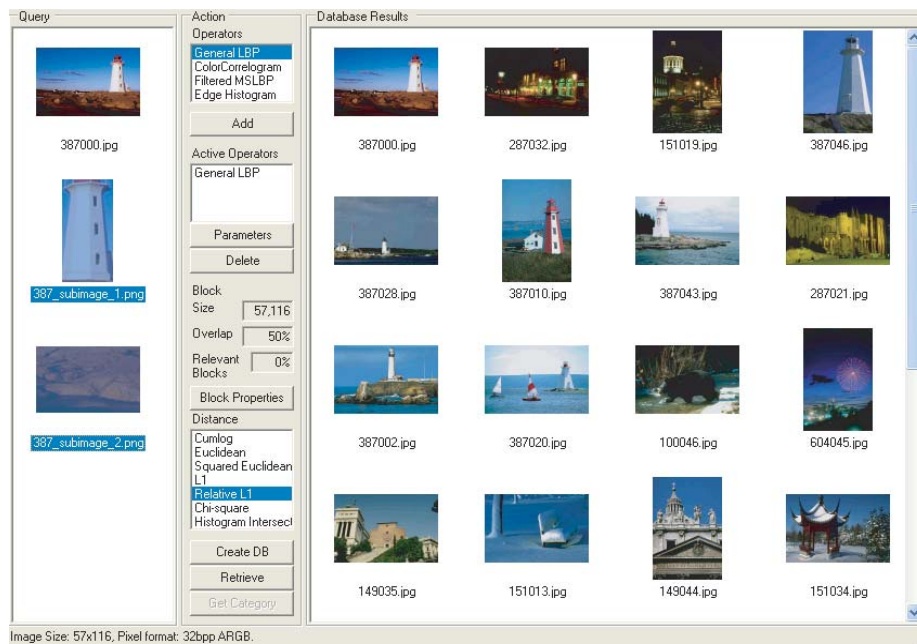 Query
387000.jpg
387_subimage_1.png
387_subimage_2.png
Action
Operators
General LBP
ColorCorrelogram
Filtered MSLBP
Edge Histogram
Add
Active Operators
General LBP
Parameters
Delete
Block
Size 57,116
Overlap 50%
Relevant 0%
Blocks
Block Properties
Distance
Cumlog
Euclidean
Squared Euclidean
L1
Relative L1
Chi-square
Histogram Intersect
Create DB
Retrieve
Get Category
Database Results
387000.jpg 287032.jpg 151019.jpg 387046.jpg
387028.jpg 387010.jpg 387043.jpg 287021.jpg
387002.jpg 387020.jpg 100046.jpg 604045.jpg
149035.jpg 151013.jpg 149044.jpg 151034.jpg
Image Size: 57x116, Pixel format: 32bpp ARGB.